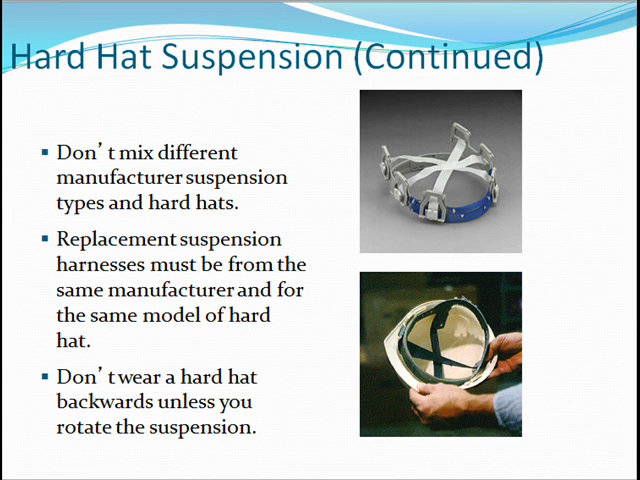 Hard Hat Suspension (Continued)
▪ Don’t mix different
manufacturer suspension
types and hard hats.
▪ Replacement suspension
harnesses must be from the
same manufacturer and for
the same model of hard
hat.
▪ Don’t wear a hard hat
backwards unless you
rotate the suspension.